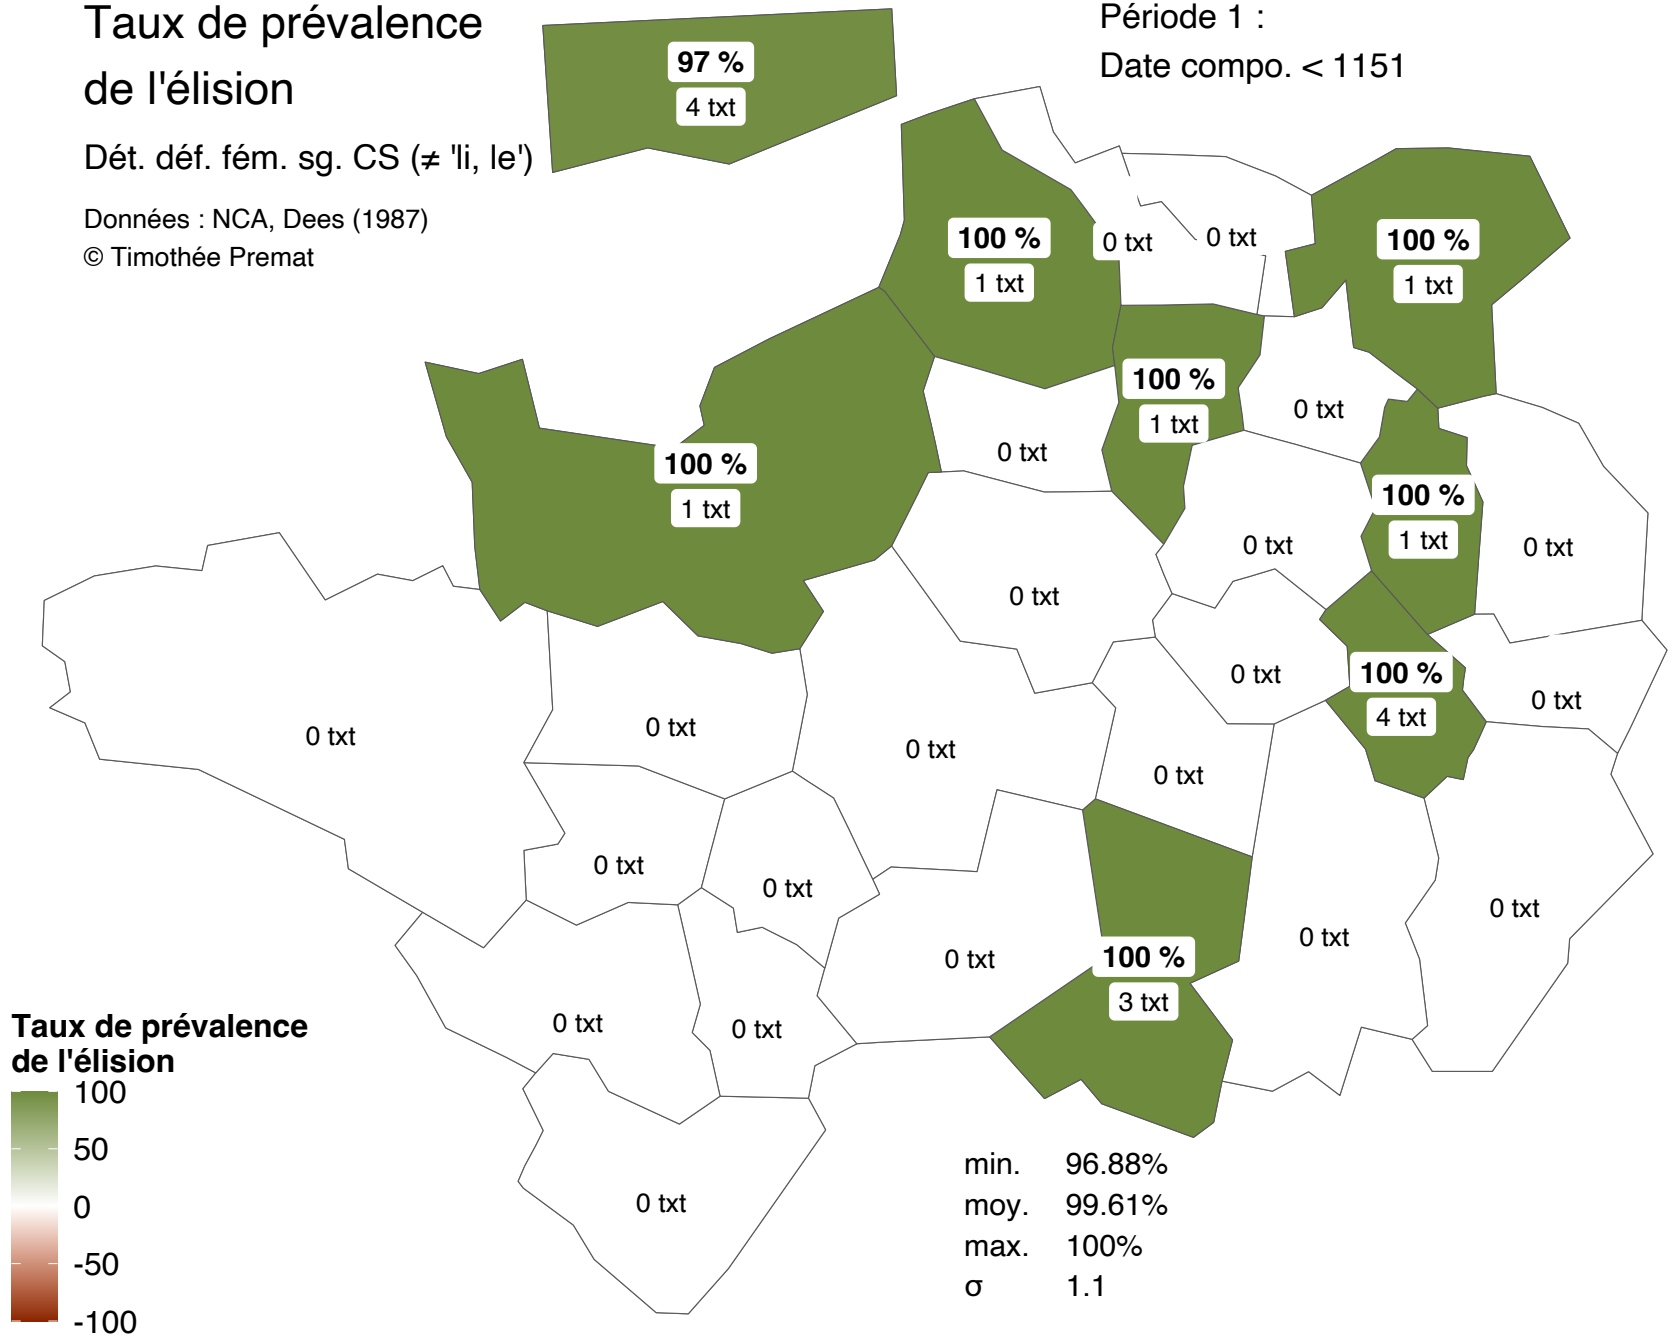 Taux de prévalence
de l'élision
Dét. déf. fém. sg. CS (≠ 'li, le')
Données : NCA, Dees (1987)
© Timothée Premat
Période 1 :
Date compo. < 1151
97 %
4 txt
100 %
1 txt
0 txt
0 txt
100 %
1 txt
100 %
1 txt
0 txt
0 txt
100 %
1 txt
100 %
1 txt
0 txt
0 txt
0 txt
0 txt
100 %
4 txt
0 txt
0 txt
0 txt
0 txt
0 txt
0 txt
0 txt
0 txt
0 txt
0 txt
0 txt
100 %
3 txt
0 txt
0 txt
0 txt
Taux de prévalence
de l'élision
100
50
0
-50
-100
min. 96.88%
moy. 99.61%
max. 100%
σ 1.1